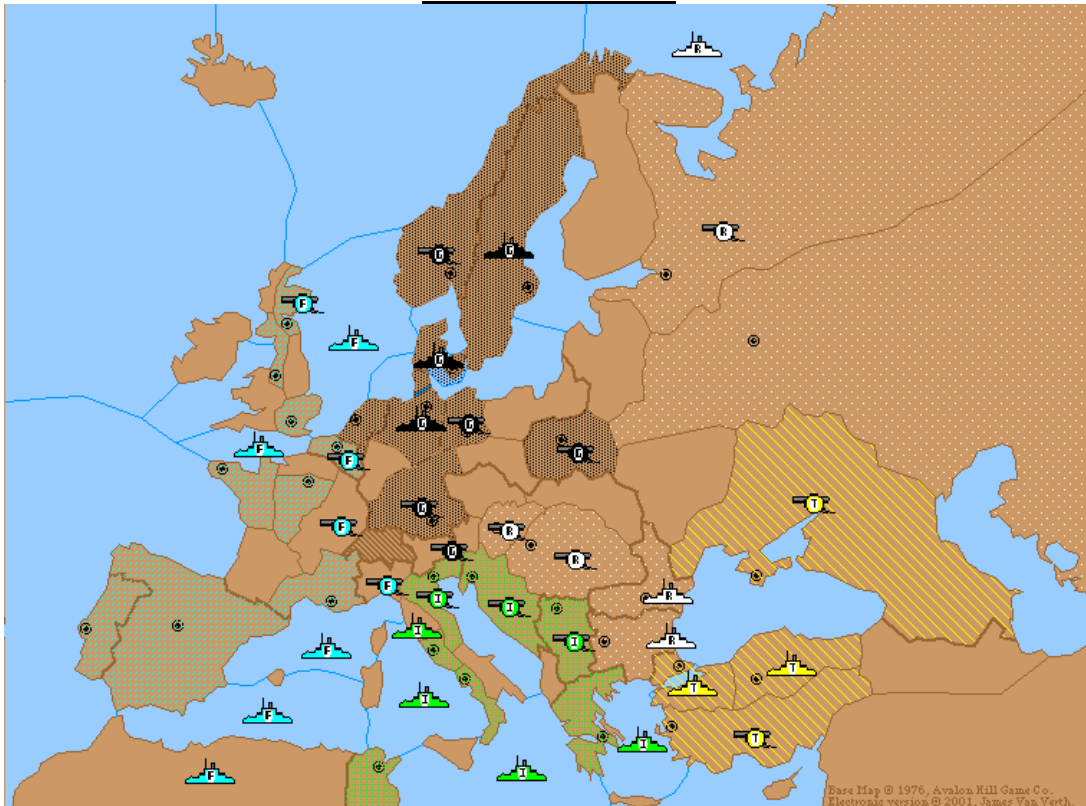 R
R
G
G
F
F
G
G
G
F
F
G
G
T
F
R
G
R
F
R
I
I
I
I
R
F
T
I
T
F
I
T
F
I
Base Map © 1976, Avalon Hill Game Co.
Electronic version © 2001, James Van Verth